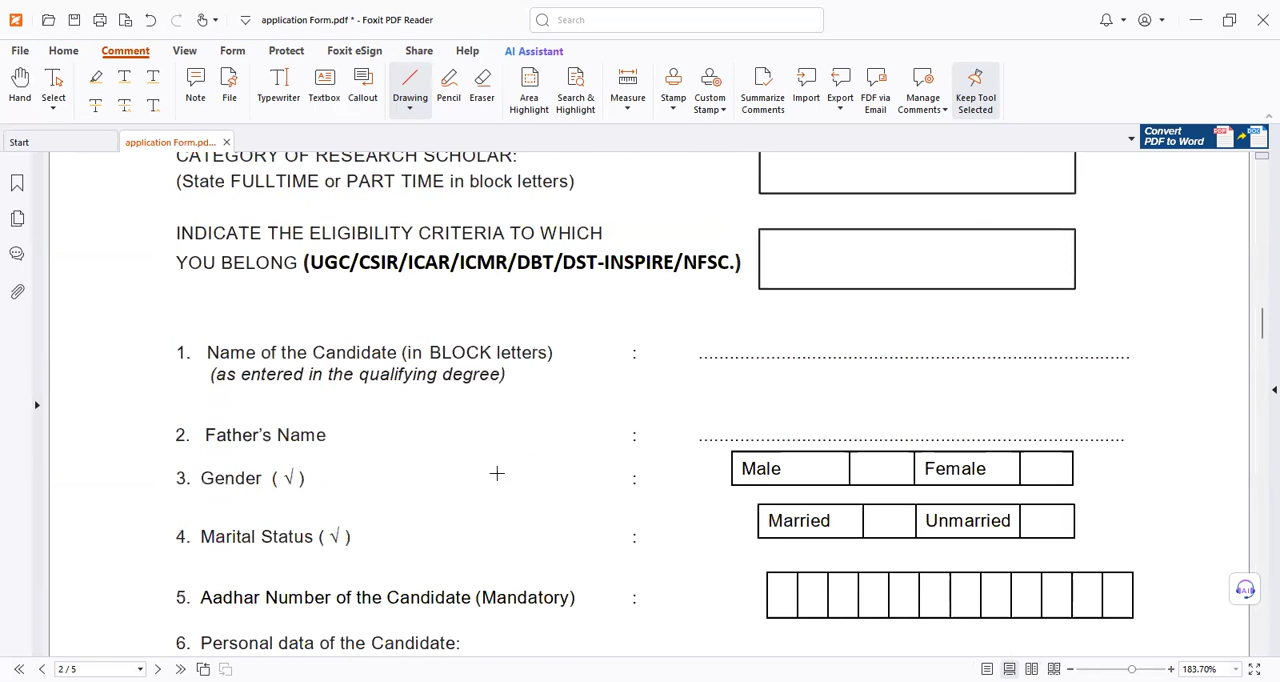 application Form.pdf * - Foxit PDF Reader
Search
File Home Comment View Form Protect Foxit eSign Share Help AI Assistant
Hand Select Note File Typewriter Textbox Callout Drawing Pencil Eraser Area Highlight Search & Highlight Measure Stamp Custom Stamp Summarize Comments Import Export FDF via Email Manage Comments Keep Tool Selected
Start application Form.pd... Convert PDF to Word
CATEGORY OF RESEARCH SCHOLAR:
(State FULLTIME or PART TIME in block letters)
INDICATE THE ELIGIBILITY CRITERIA TO WHICH
YOU BELONG (UGC/CSIR/ICAR/ICMR/DBT/DST-INSPIRE/NFSC.)
1. Name of the Candidate (in BLOCK letters) : ........................................................................
(as entered in the qualifying degree)
2. Father's Name : .......................................................................
3. Gender ( √ ) : Male Female
4. Marital Status ( √ ) : Married Unmarried
5. Aadhar Number of the Candidate (Mandatory) :
6. Personal data of the Candidate:
2 / 5 183.70%